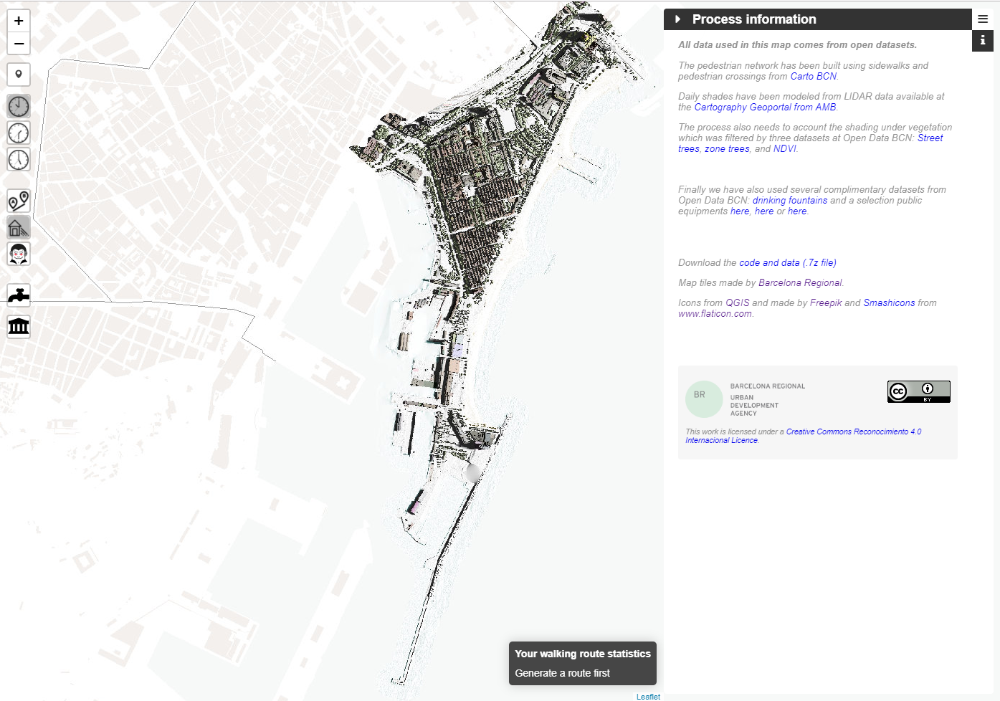 +
−
Process information
All data used in this map comes from open datasets.
The pedestrian network has been built using sidewalks and
pedestrian crossings from Carto BCN.
Daily shades have been modeled from LIDAR data available at
the Cartography Geoportal from AMB.
The process also needs to account the shading under vegetation
which was filtered by three datasets at Open Data BCN: Street
trees, zone trees, and NDVI.
Finally we have also used several complimentary datasets from
Open Data BCN: drinking fountains and a selection public
equipments here, here or here.
Download the code and data (.7z file)
Map tiles made by Barcelona Regional.
Icons from QGIS and made by Freepik and Smashicons from
www.flaticon.com.
BR
BARCELONA REGIONAL
URBAN
DEVELOPMENT
AGENCY
cc
BY
This work is licensed under a Creative Commons Reconocimiento 4.0
Internacional Licence.
Your walking route statistics
Generate a route first
Leaflet